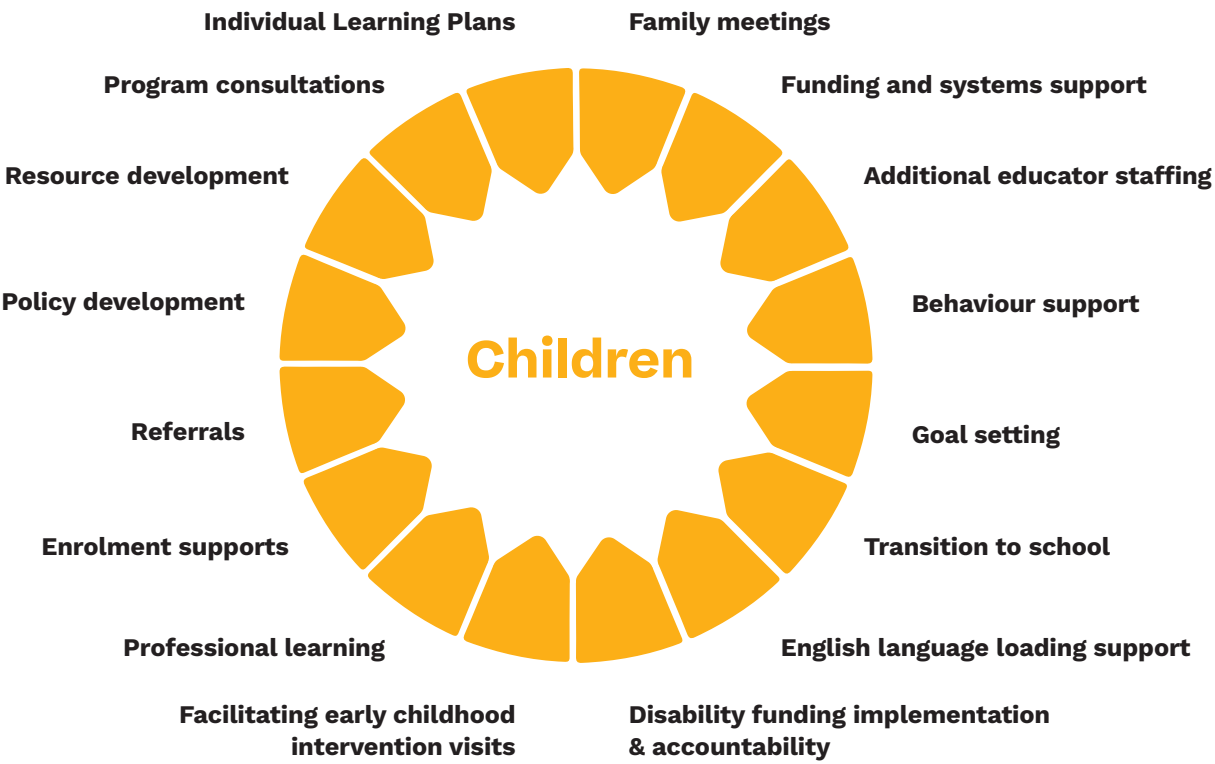 Individual Learning Plans
Family meetings
Program consultations
Funding and systems support
Resource development
Additional educator staffing
Policy development
Behaviour support
Children
Referrals
Goal setting
Enrolment supports
Transition to school
Professional learning
English language loading support
Facilitating early childhood
intervention visits
Disability funding implementation
& accountability